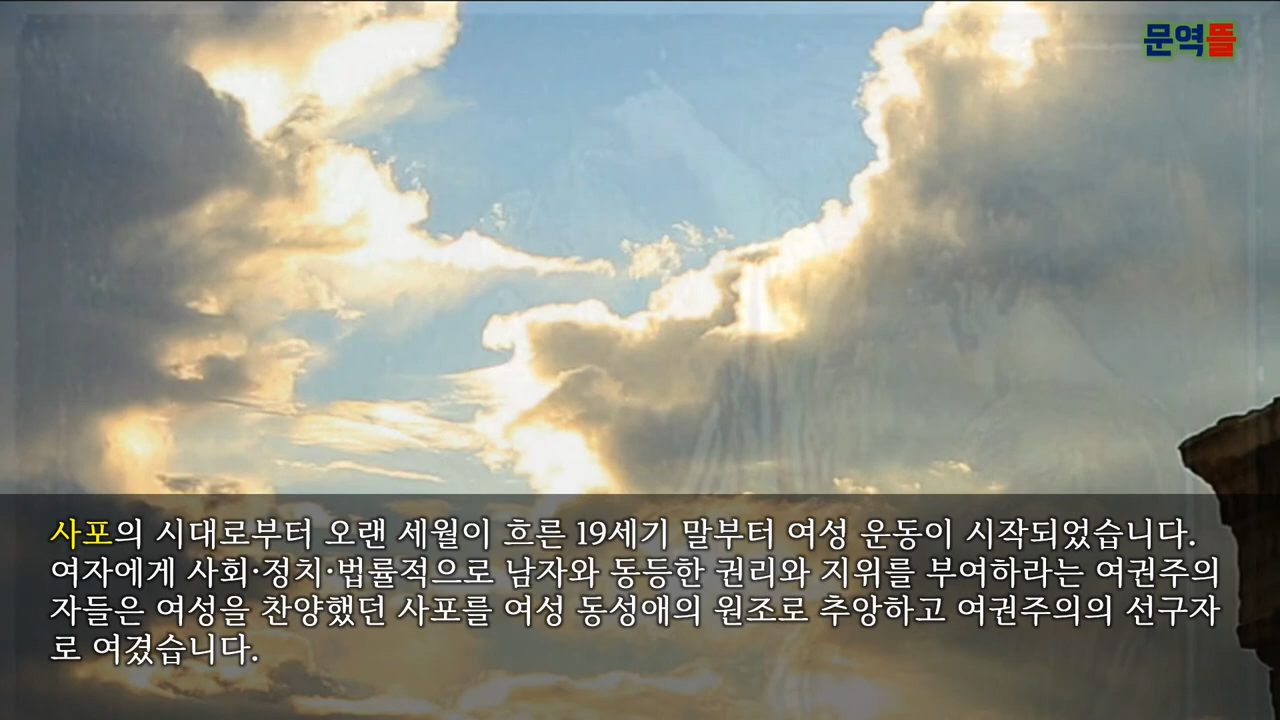 문역뜰
사포의 시대로부터 오랜 세월이 흐른 19세기 말부터 여성 운동이 시작되었습니다.
여자에게 사회·정치·법률적으로 남자와 동등한 권리와 지위를 부여하라는 여권주의
자들은 여성을 찬양했던 사포를 여성 동성애의 원조로 추앙하고 여권주의의 선구자
로 여겼습니다.